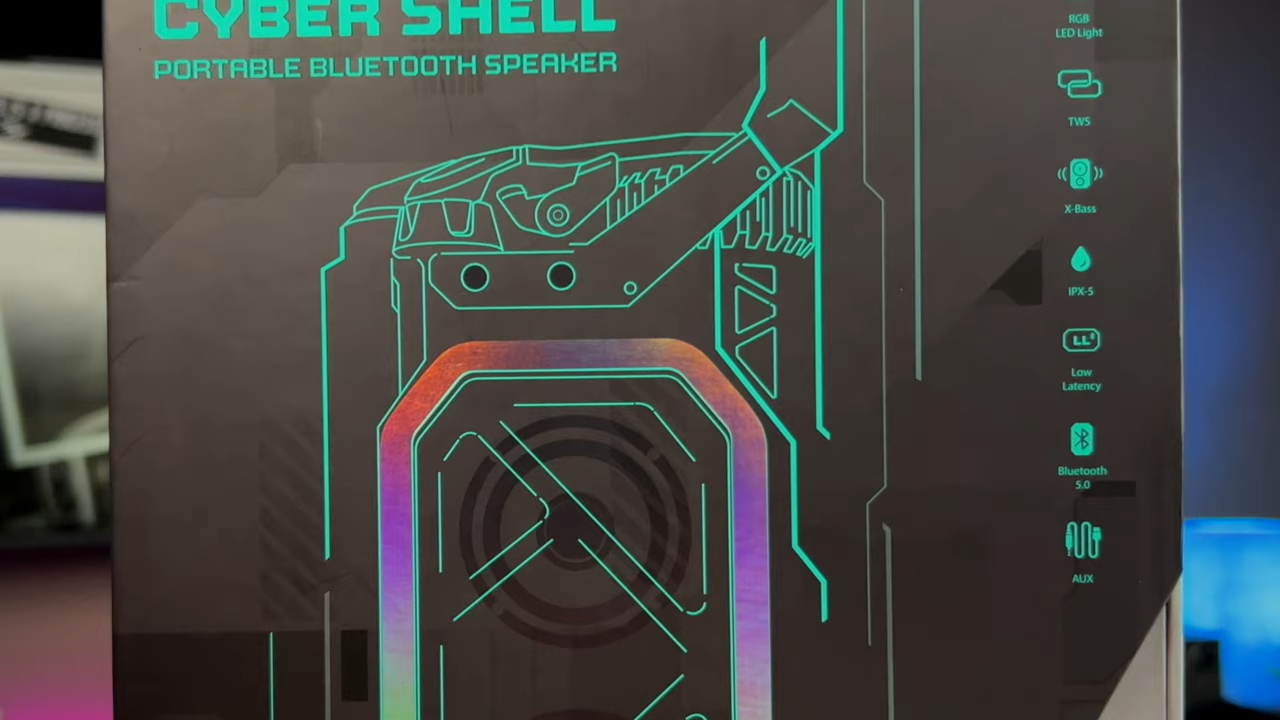 CYBER SHELL
PORTABLE BLUETOOTH SPEAKER
RGB
LED Light
TWS
X-Bass
IPX-5
LL
Low
Latency
Bluetooth
5.0
AUX